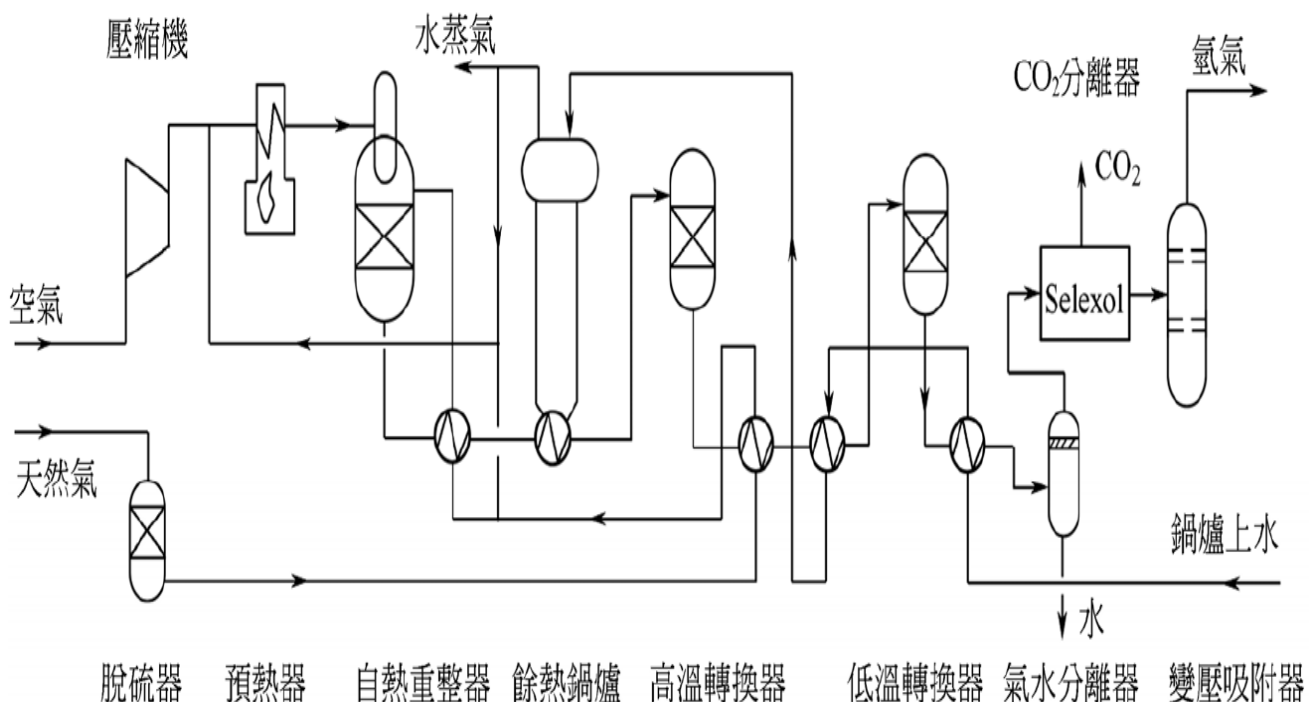 壓縮機
水蒸氣
氫氣
CO2分離器
CO2
空氣
Selexol
天然氣
鍋爐上水
水
脫硫器
預熱器
自熱重整器
餘熱鍋爐
高溫轉換器
低溫轉換器
氣水分離器
變壓吸附器